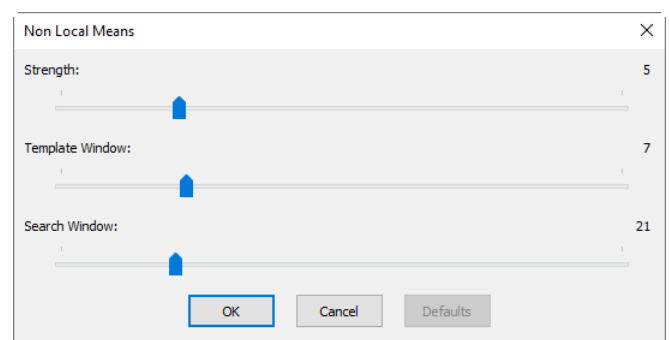 Non Local Means
Strength: 5
Template Window: 7
Search Window: 21
OK Cancel Defaults